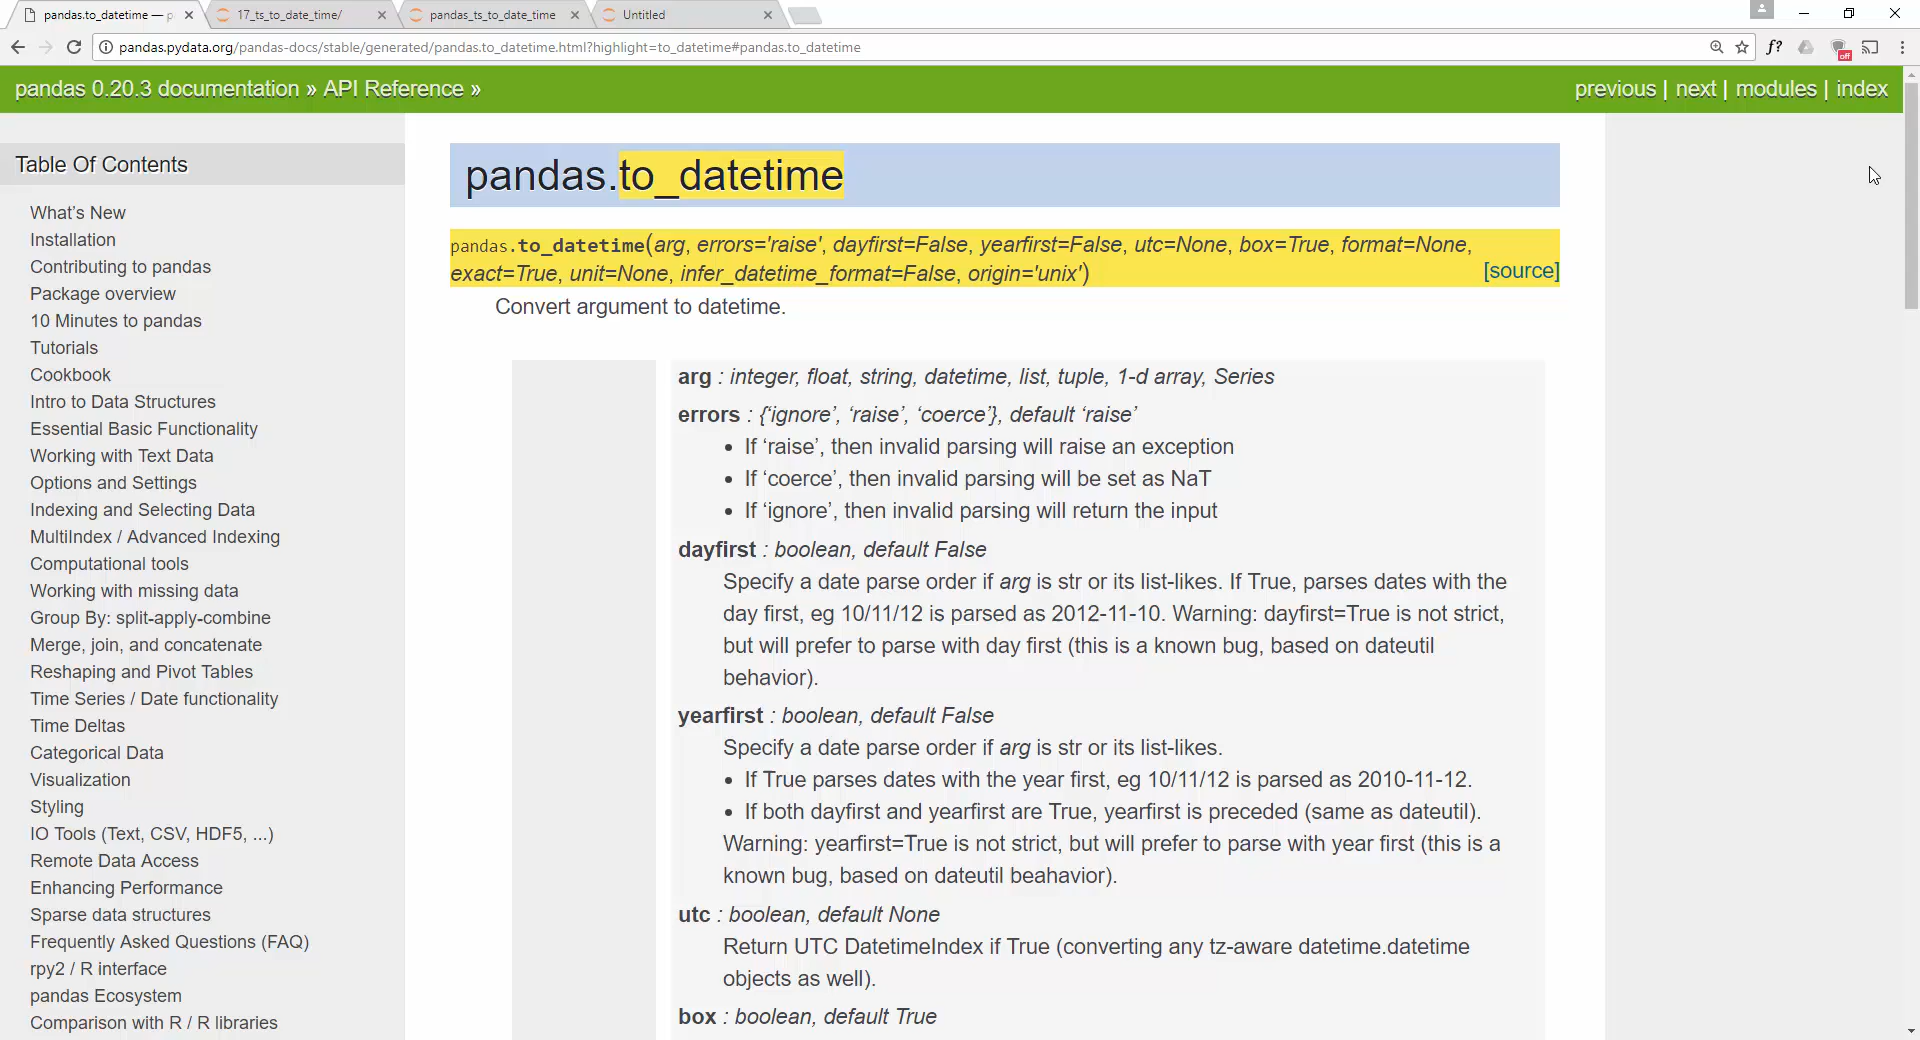 pandas.to_datetime — p
17_ts_to_date_time/
pandas_ts_to_date_time
Untitled
pandas.pydata.org/pandas-docs/stable/generated/pandas.to_datetime.html?highlight=to_datetime#pandas.to_datetime
f?
off
pandas 0.20.3 documentation » API Reference »
previous | next | modules | index
Table Of Contents
What's New
Installation
Contributing to pandas
Package overview
10 Minutes to pandas
Tutorials
Cookbook
Intro to Data Structures
Essential Basic Functionality
Working with Text Data
Options and Settings
Indexing and Selecting Data
MultiIndex / Advanced Indexing
Computational tools
Working with missing data
Group By: split-apply-combine
Merge, join, and concatenate
Reshaping and Pivot Tables
Time Series / Date functionality
Time Deltas
Categorical Data
Visualization
Styling
IO Tools (Text, CSV, HDF5, ...)
Remote Data Access
Enhancing Performance
Sparse data structures
Frequently Asked Questions (FAQ)
rpy2 / R interface
pandas Ecosystem
Comparison with R / R libraries
pandas.to_datetime
pandas.to_datetime(arg, errors='raise', dayfirst=False, yearfirst=False, utc=None, box=True, format=None,
exact=True, unit=None, infer_datetime_format=False, origin='unix')
[source]
Convert argument to datetime.
arg : integer, float, string, datetime, list, tuple, 1-d array, Series
errors : {‘ignore’, ‘raise’, ‘coerce’}, default ‘raise’
• If ‘raise’, then invalid parsing will raise an exception
• If ‘coerce’, then invalid parsing will be set as NaT
• If ‘ignore’, then invalid parsing will return the input
dayfirst : boolean, default False
Specify a date parse order if arg is str or its list-likes. If True, parses dates with the
day first, eg 10/11/12 is parsed as 2012-11-10. Warning: dayfirst=True is not strict,
but will prefer to parse with day first (this is a known bug, based on dateutil
behavior).
yearfirst : boolean, default False
Specify a date parse order if arg is str or its list-likes.
• If True parses dates with the year first, eg 10/11/12 is parsed as 2010-11-12.
• If both dayfirst and yearfirst are True, yearfirst is preceded (same as dateutil).
Warning: yearfirst=True is not strict, but will prefer to parse with year first (this is a
known bug, based on dateutil beahavior).
utc : boolean, default None
Return UTC DatetimeIndex if True (converting any tz-aware datetime.datetime
objects as well).
box : boolean, default True